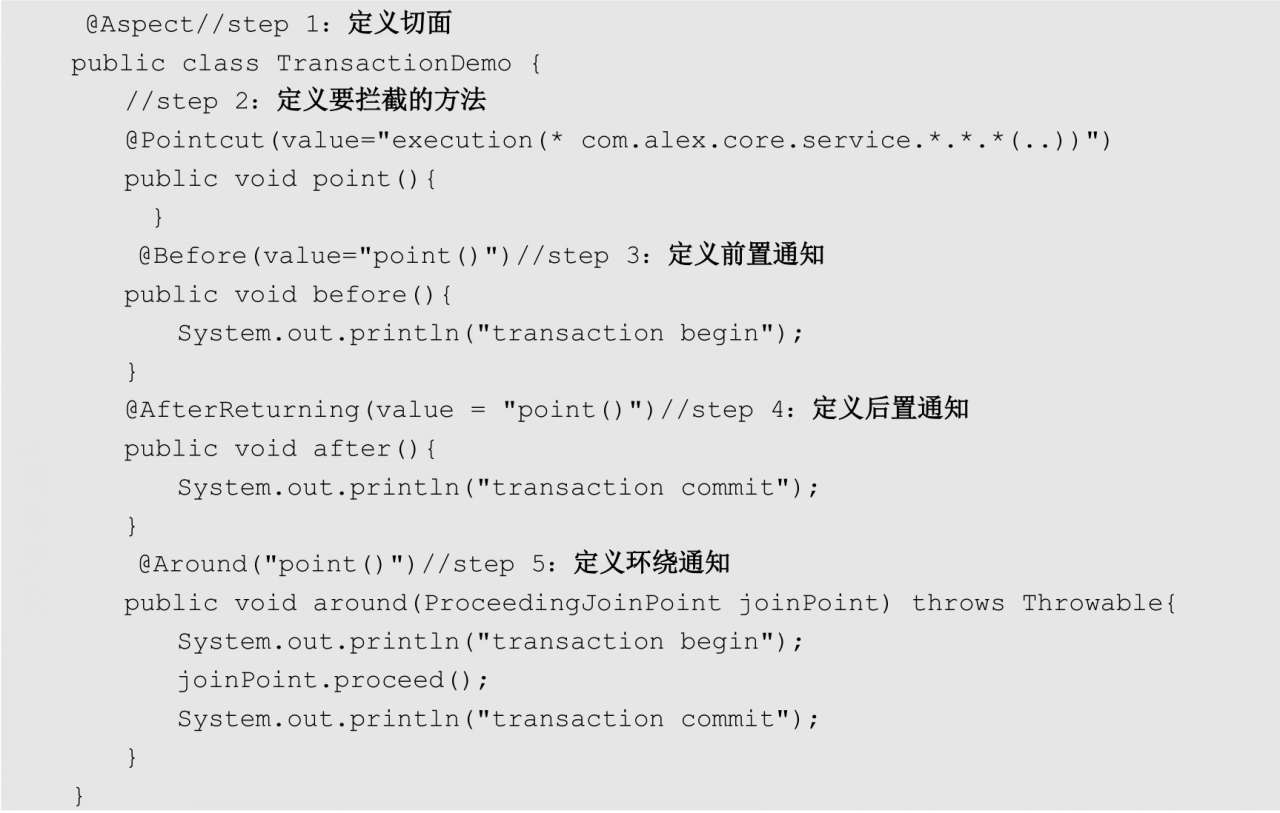 @Aspect//step 1：定义切面
public class TransactionDemo {
//step 2：定义要拦截的方法
@Pointcut(value="execution(* com.alex.core.service.*.*.*(..))")
public void point(){
}
@Before(value="point()")//step 3：定义前置通知
public void before(){
System.out.println("transaction begin");
}
@AfterReturning(value = "point()")//step 4：定义后置通知
public void after(){
System.out.println("transaction commit");
}
@Around("point()")//step 5：定义环绕通知
public void around(ProceedingJoinPoint joinPoint) throws Throwable{
System.out.println("transaction begin");
joinPoint.proceed();
System.out.println("transaction commit");
}
}